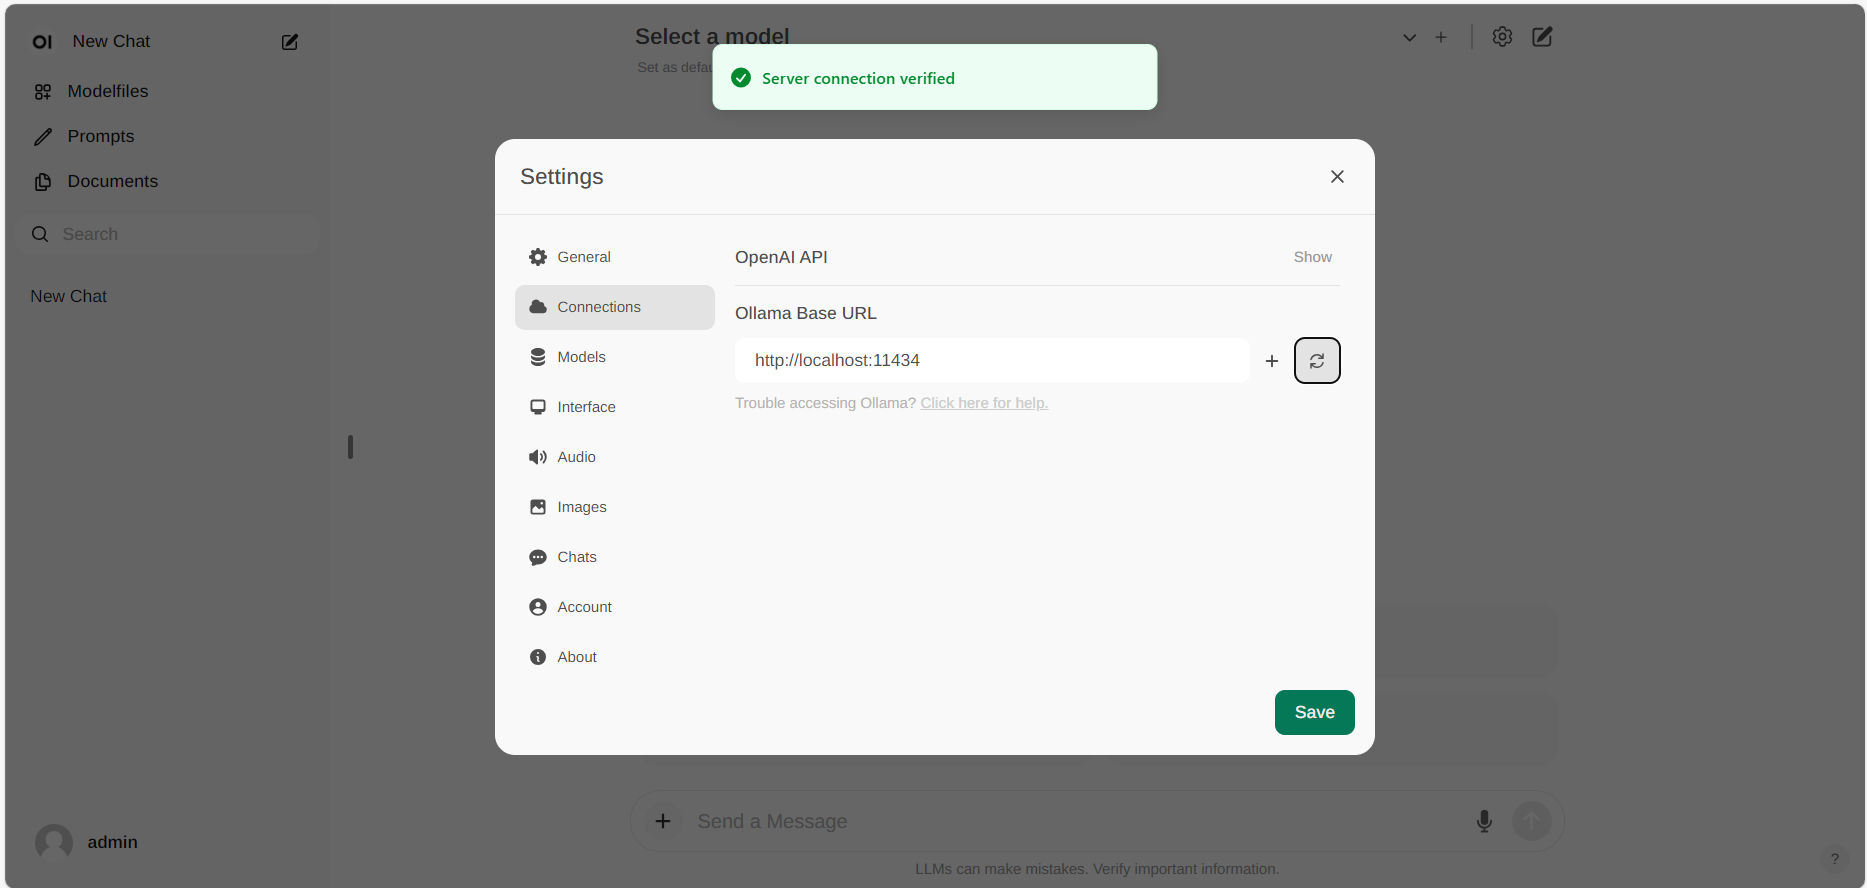 OI New Chat
Modelfiles
Prompts
Documents
Search
New Chat
admin
Select a model
Set as defau
Server connection verified
Settings
General
Connections
Models
Interface
Audio
Images
Chats
Account
About
OpenAI API Show
Ollama Base URL
http://localhost:11434
Trouble accessing Ollama? Click here for help.
Save
Send a Message
LLMs can make mistakes. Verify important information.
?